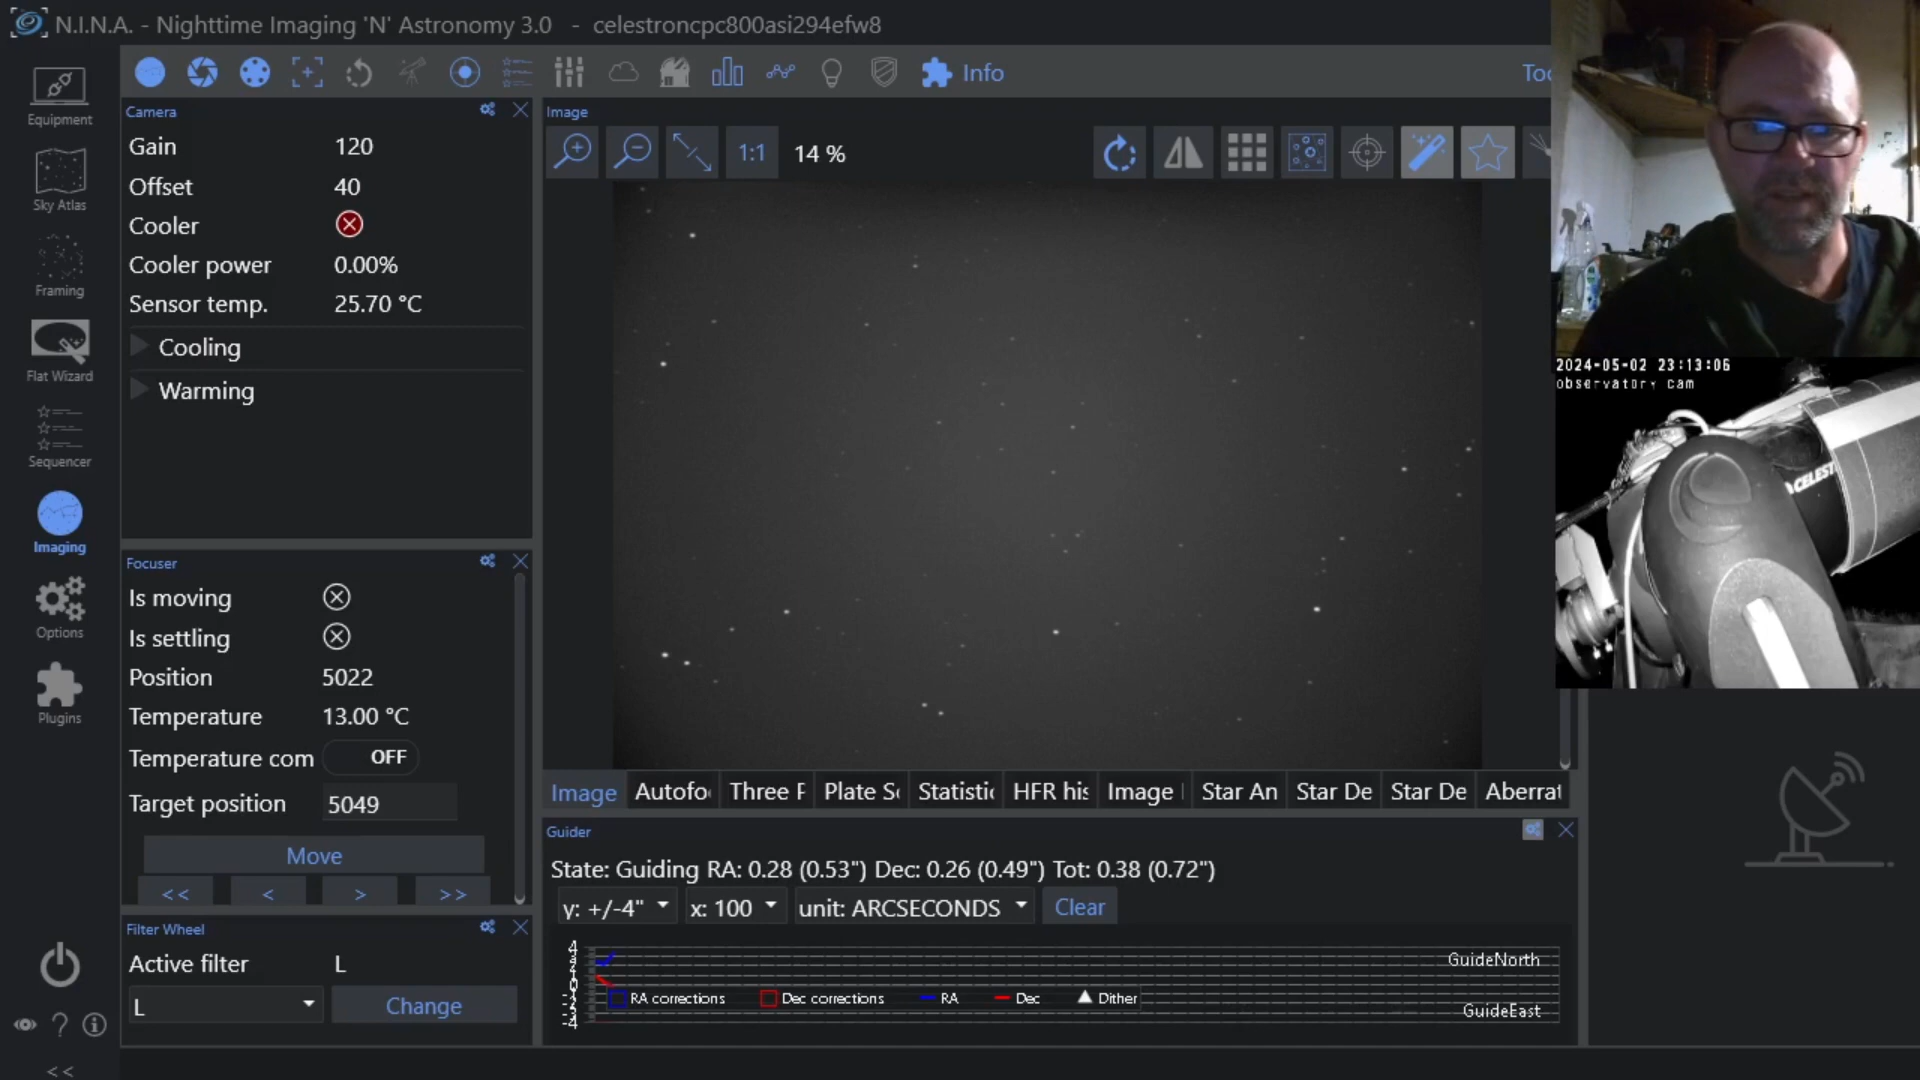 N.I.N.A. - Nighttime Imaging 'N' Astronomy 3.0 - celestroncpc800asi294efw8
Info
Equipment
Sky Atlas
Framing
Flat Wizard
Sequencer
Imaging
Options
Plugins
<<
Camera
Gain 120
Offset 40
Cooler
Cooler power 0.00%
Sensor temp. 25.70 °C
Cooling
Warming
Focuser
Is moving
Is settling
Position 5022
Temperature 13.00 °C
Temperature com OFF
Target position 5049
Move
<< < > >>
Filter Wheel
Active filter L
L Change
Image
1:1 14 %
Image Autofo Three P Plate So Statistic HFR his Image Star An Star De Star De Aberrat
Guider
State: Guiding RA: 0.28 (0.53") Dec: 0.26 (0.49") Tot: 0.38 (0.72")
y: +/-4" x: 100 unit: ARCSECONDS Clear
GuideNorth
RA corrections Dec corrections RA Dec Dither
GuideEast
2024-05-02 23:13:06
observatory cam
CELEST